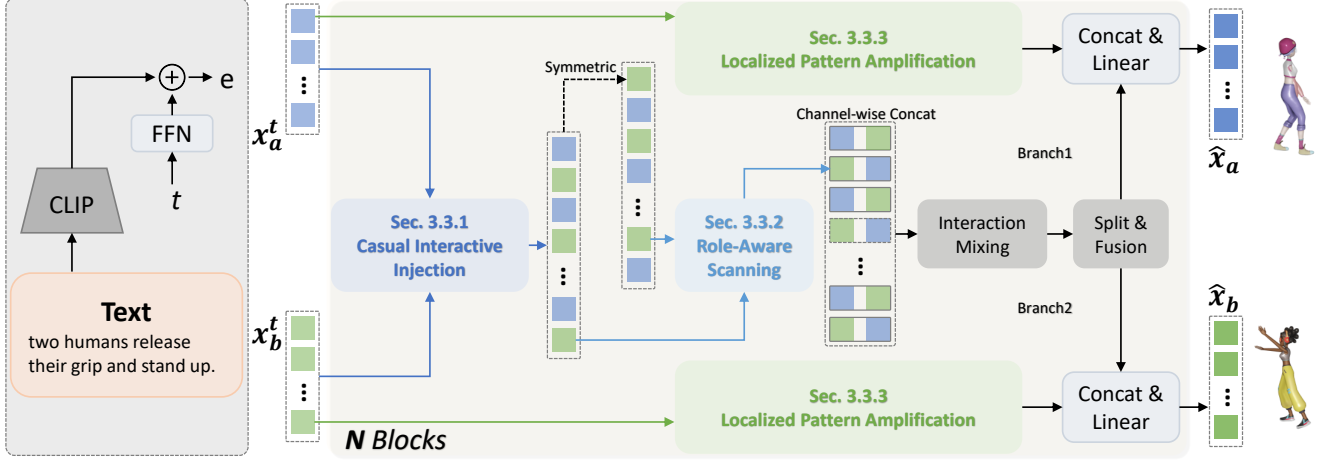 e
FFN
t
CLIP
Text
two humans release
their grip and stand up.
x_a^t
x_b^t
Sec. 3.3.3
Localized Pattern Amplification
Symmetric
Sec. 3.3.1
Casual Interactive
Injection
Sec. 3.3.2
Role-Aware
Scanning
Channel-wise Concat
Interaction
Mixing
Split &
Fusion
Branch1
Branch2
Concat &
Linear
x̂_a
Sec. 3.3.3
Localized Pattern Amplification
Concat &
Linear
x̂_b
N Blocks